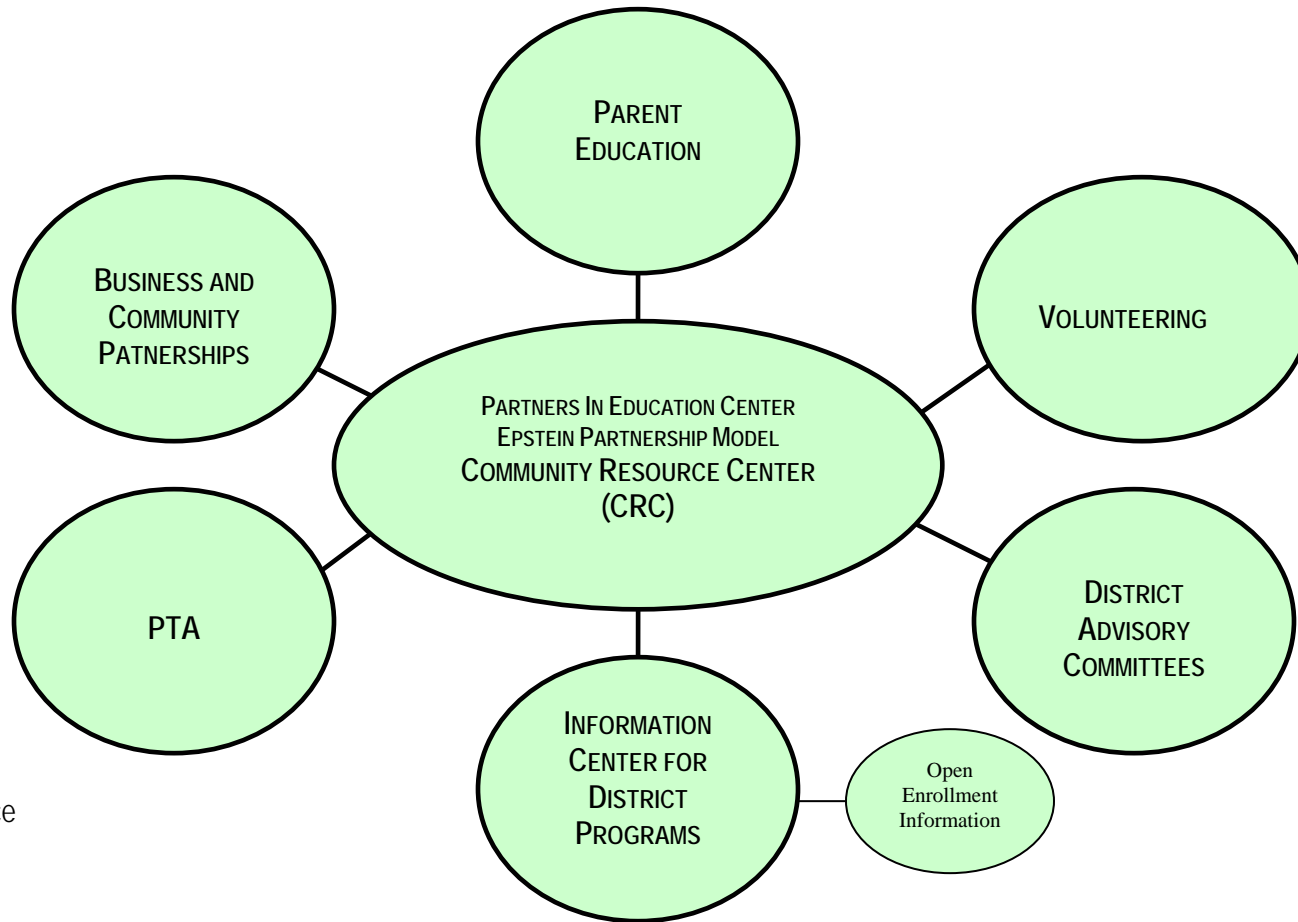 PARENT
EDUCATION
BUSINESS AND
COMMUNITY
PATNERSHIPS
VOLUNTEERING
PARTNERS IN EDUCATION CENTER
EPSTEIN PARTNERSHIP MODEL
COMMUNITY RESOURCE CENTER
(CRC)
PTA
DISTRICT
ADVISORY
COMMITTEES
INFORMATION
CENTER FOR
DISTRICT
PROGRAMS
Open
Enrollment
Information